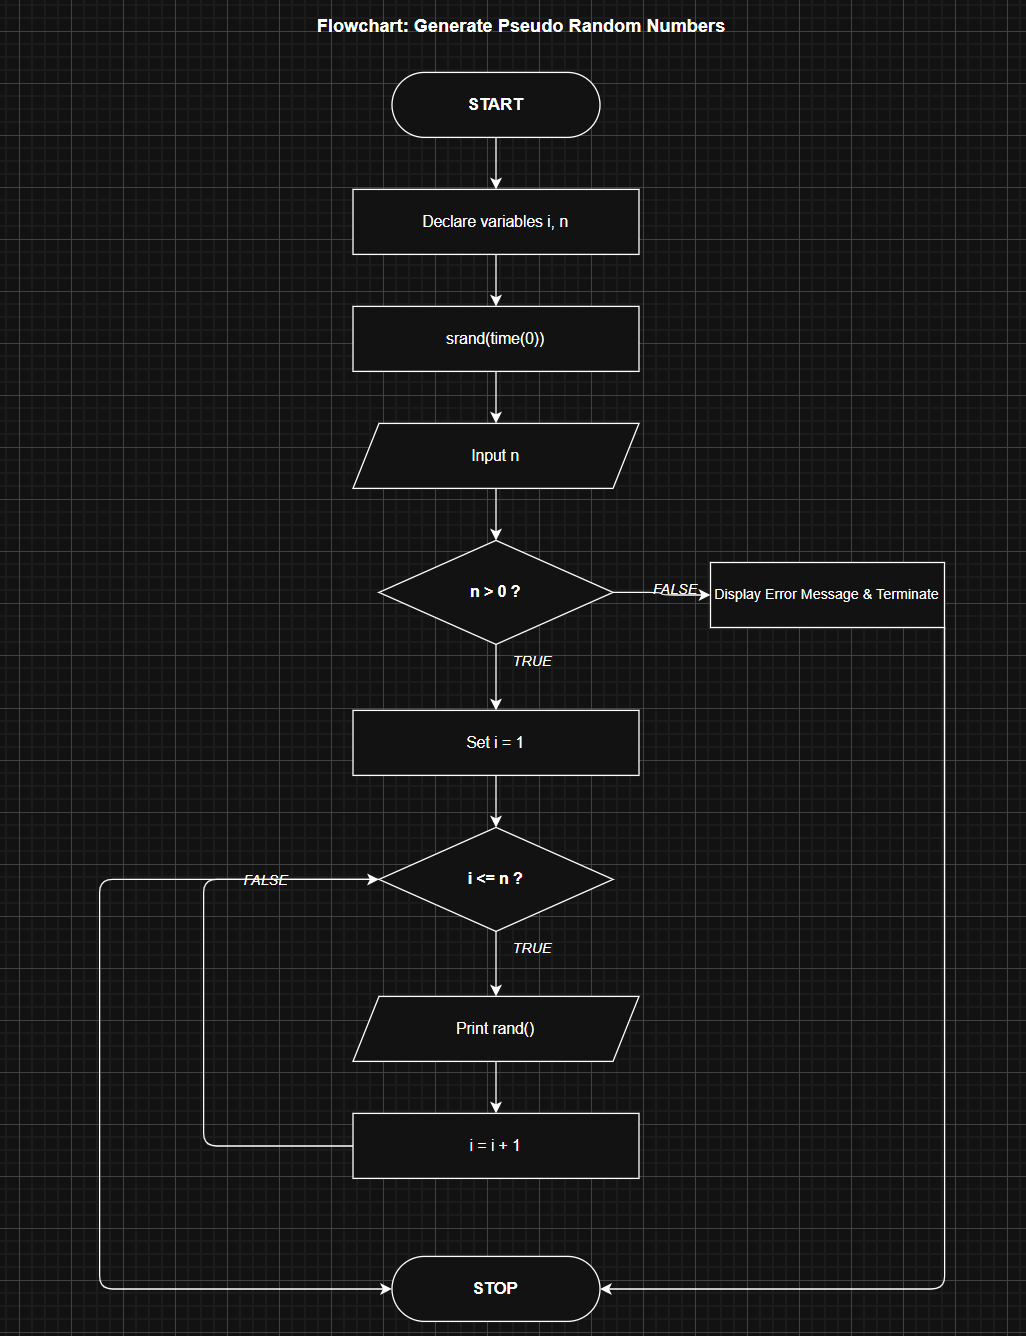 Flowchart: Generate Pseudo Random Numbers
START
Declare variables i, n
srand(time(0))
Input n
n > 0 ?
FALSE
Display Error Message & Terminate
TRUE
Set i = 1
i <= n ?
FALSE
TRUE
Print rand()
i = i + 1
STOP